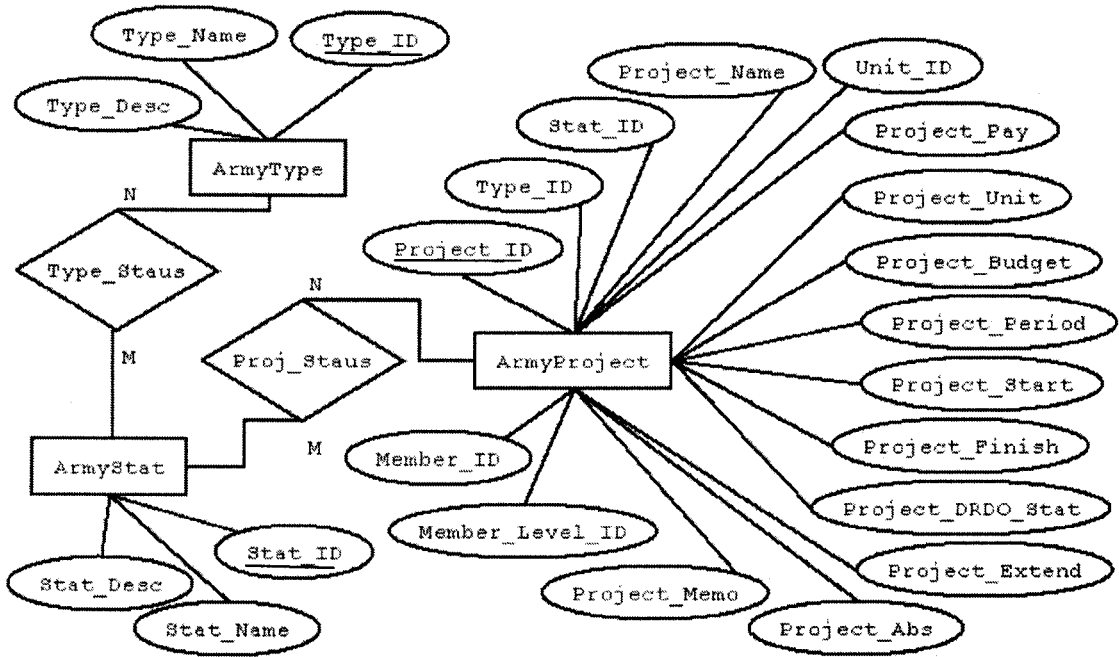 Type_Name
Type_ID
Type_Desc
ArmyType
N
Type_Staus
M
ArmyStat
Stat_ID
Stat_Desc
Stat_Name
N
Proj_Staus
M
Project_Name
Unit_ID
Stat_ID
Project_Pay
Type_ID
Project_Unit
Project_ID
Project_Budget
Project_Period
ArmyProject
Project_Start
Project_Finish
Member_ID
Project_DRDO_Stat
Member_Level_ID
Project_Extend
Project_Memo
Project_Abs